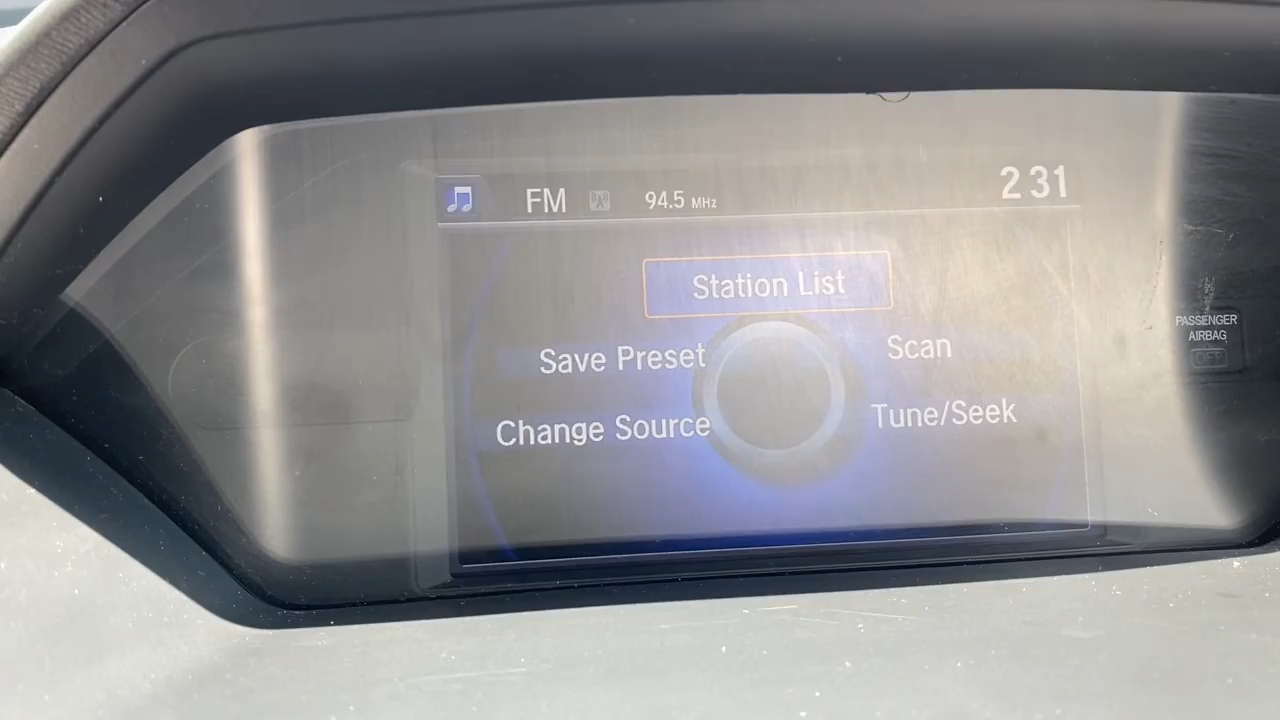 FM 94.5 MHz 2 31
Station List
Save Preset Scan
Change Source Tune/Seek
PASSENGER
AIRBAG
OFF